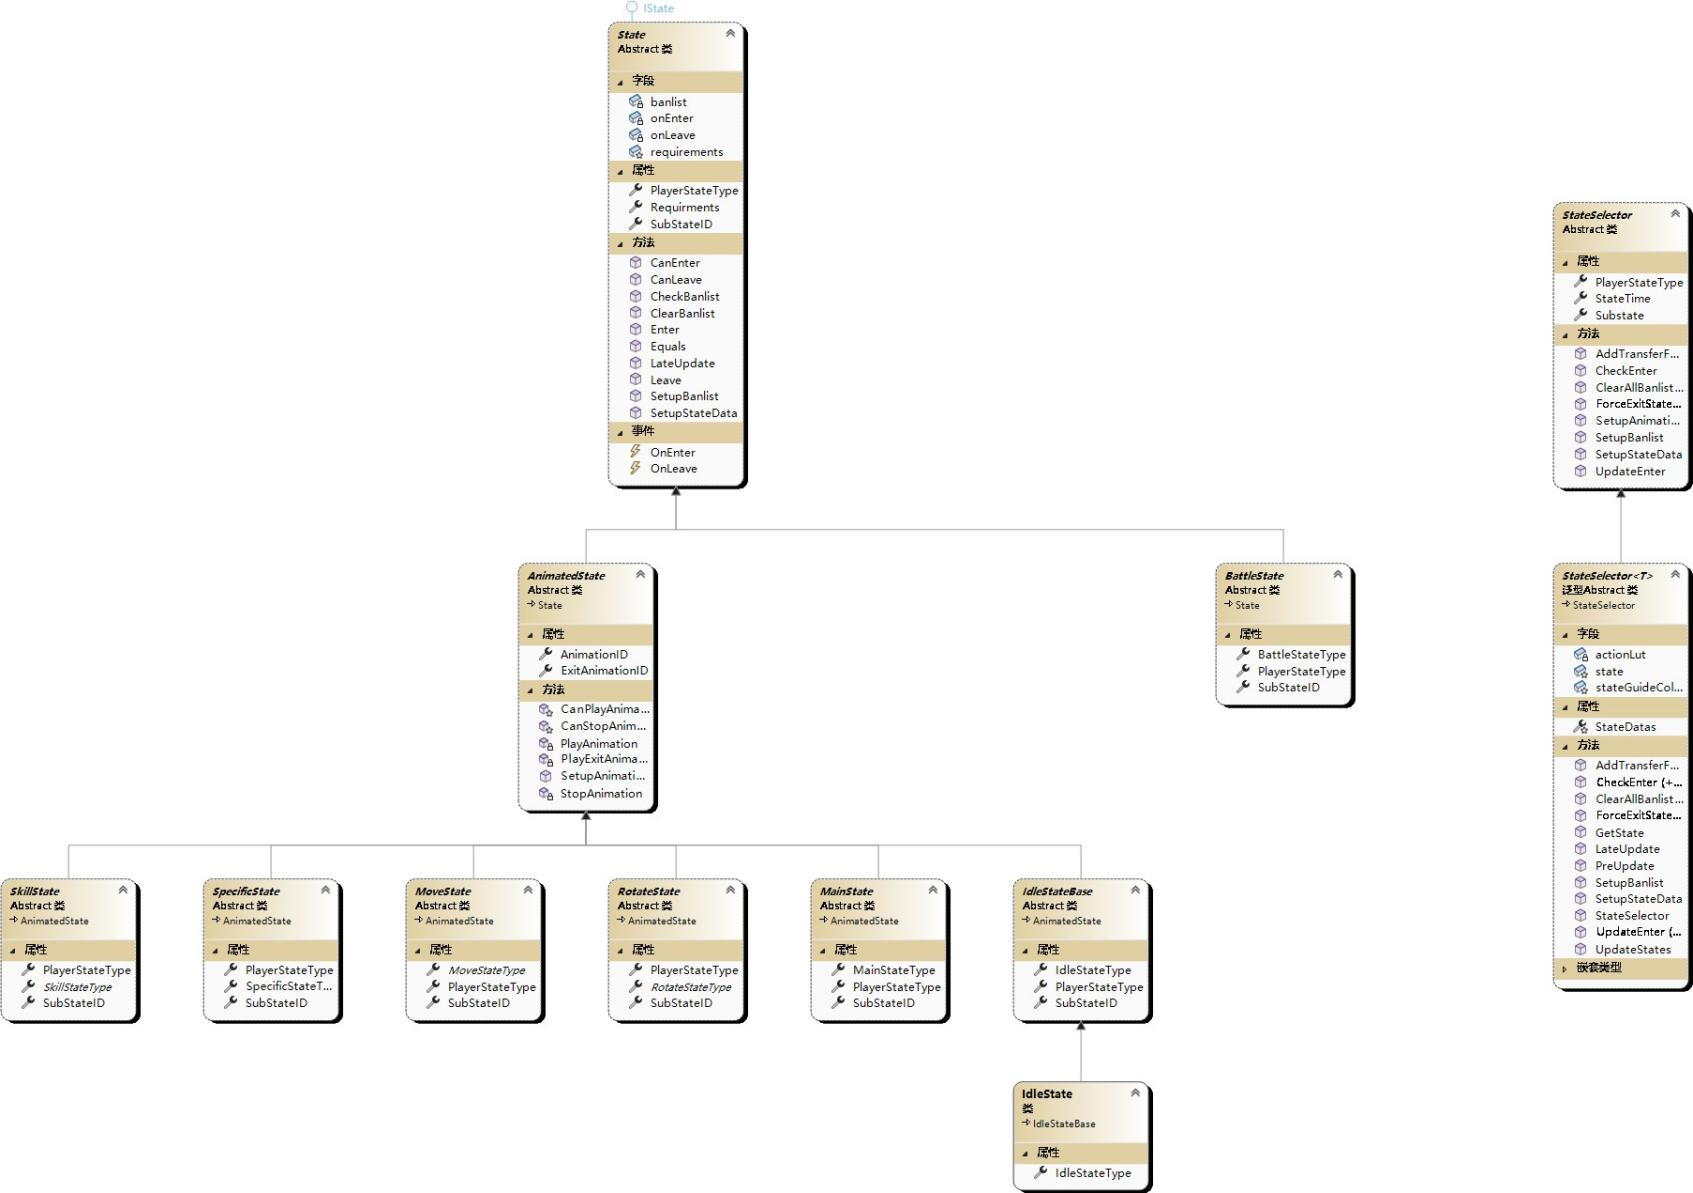 IState
State
Abstract 类
字段
banlist
onEnter
onLeave
requirements
属性
PlayerStateType
Requirments
SubStateID
方法
CanEnter
CanLeave
CheckBanlist
ClearBanlist
Enter
Equals
LateUpdate
Leave
SetupBanlist
SetupStateData
事件
OnEnter
OnLeave
StateSelector
Abstract 类
属性
PlayerStateType
StateTime
Substate
方法
AddTransferF...
CheckEnter
ClearAllBanlist...
ForceExitState...
SetupAnimati...
SetupBanlist
SetupStateData
UpdateEnter
AnimatedState
Abstract 类
State
属性
AnimationID
ExitAnimationID
方法
CanPlayAnima...
CanStopAnim...
PlayAnimation
PlayExitAnima...
SetupAnimati...
StopAnimation
BattleState
Abstract 类
State
属性
BattleStateType
PlayerStateType
SubStateID
StateSelector<T>
泛型Abstract 类
StateSelector
字段
actionLut
state
stateGuideCol...
属性
StateDatas
方法
AddTransferF...
CheckEnter (+...
ClearAllBanlist...
ForceExitState...
GetState
LateUpdate
PreUpdate
SetupBanlist
SetupStateData
StateSelector
UpdateEnter (...
UpdateStates
嵌套类型
SkillState
Abstract 类
AnimatedState
属性
PlayerStateType
SkillStateType
SubStateID
SpecificState
Abstract 类
AnimatedState
属性
PlayerStateType
SpecificStateT...
SubStateID
MoveState
Abstract 类
AnimatedState
属性
MoveStateType
PlayerStateType
SubStateID
RotateState
Abstract 类
AnimatedState
属性
PlayerStateType
RotateStateType
SubStateID
MainState
Abstract 类
AnimatedState
属性
MainStateType
PlayerStateType
SubStateID
IdleStateBase
Abstract 类
AnimatedState
属性
IdleStateType
PlayerStateType
SubStateID
IdleState
类
IdleStateBase
属性
IdleStateType